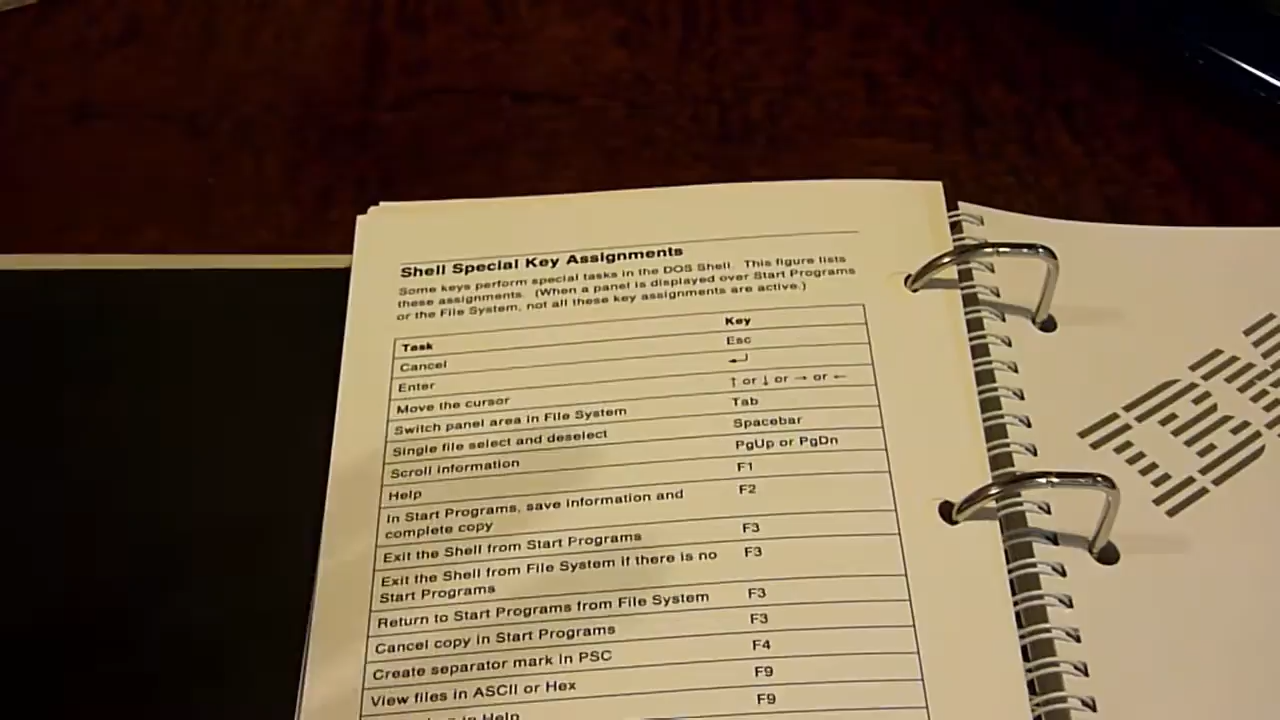 Shell Special Key Assignments
Some keys perform special tasks in the DOS Shell. This figure lists
these assignments. (When a panel is displayed over Start Programs
or the File System, not all these key assignments are active.)
Task Key
Cancel Esc
Enter ↵
Move the cursor ↑ or ↓ or → or ←
Switch panel area in File System Tab
Single file select and deselect Spacebar
Scroll information PgUp or PgDn
Help F1
In Start Programs, save information and F2
complete copy
Exit the Shell from Start Programs F3
Exit the Shell from File System if there is no F3
Start Programs
Return to Start Programs from File System F3
Cancel copy in Start Programs F3
Create separator mark in PSC F4
View files in ASCII or Hex F9
in Help F9
IBM